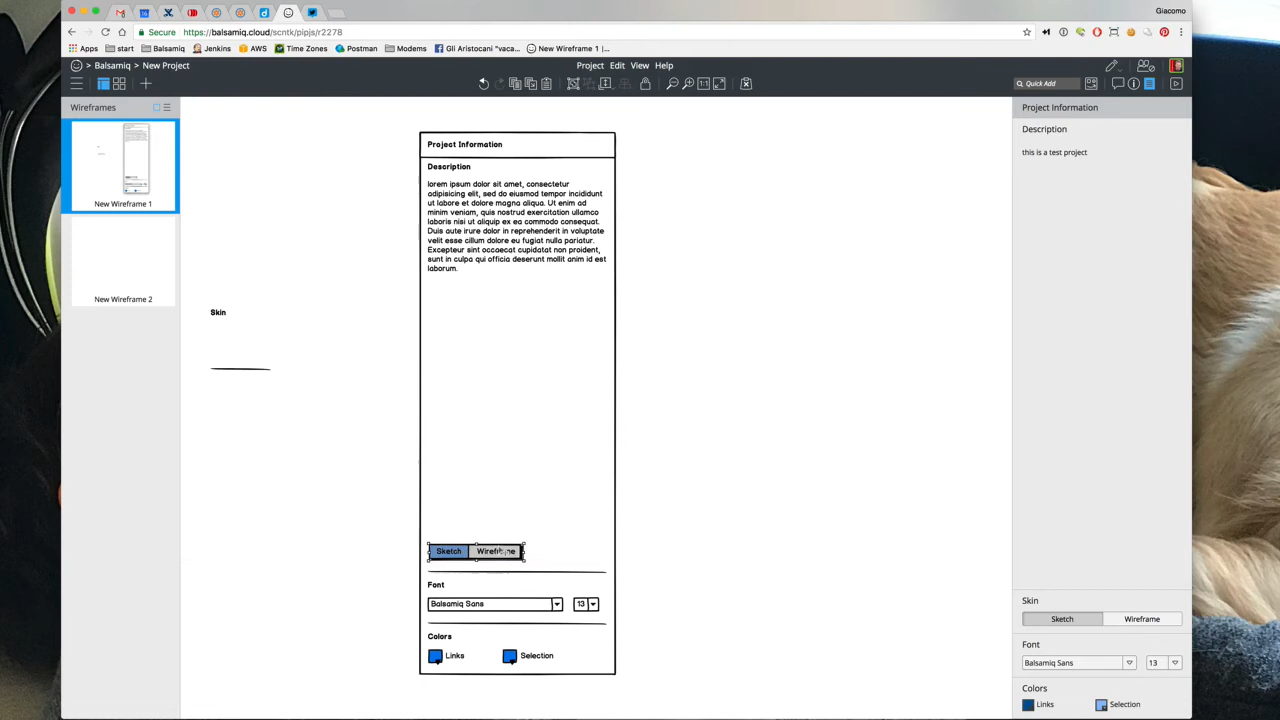 Giacomo
Secure
https://balsamiq.cloud/scntk/pipjs/r2278
Apps
start
Balsamiq
Jenkins
AWS
Time Zones
Postman
Modems
Gli Aristocani "vaca...
New Wireframe 1 |...
Balsamiq > New Project
Project Edit View Help
1:1
Quick Add
Wireframes
New Wireframe 1
New Wireframe 2
Skin
Project Information
Description
lorem ipsum dolor sit amet, consectetur
adipisicing elit, sed do eiusmod tempor incididunt
ut labore et dolore magna aliqua. Ut enim ad
minim veniam, quis nostrud exercitation ullamco
laboris nisi ut aliquip ex ea commodo consequat.
Duis aute irure dolor in reprehenderit in voluptate
velit esse cillum dolore eu fugiat nulla pariatur.
Excepteur sint occaecat cupidatat non proident,
sunt in culpa qui officia deserunt mollit anim id est
laborum.
Sketch Wireframe
Font
Balsamiq Sans 13
Colors
Links Selection
Project Information
Description
this is a test project
Skin
Sketch Wireframe
Font
Balsamiq Sans 13
Colors
Links Selection